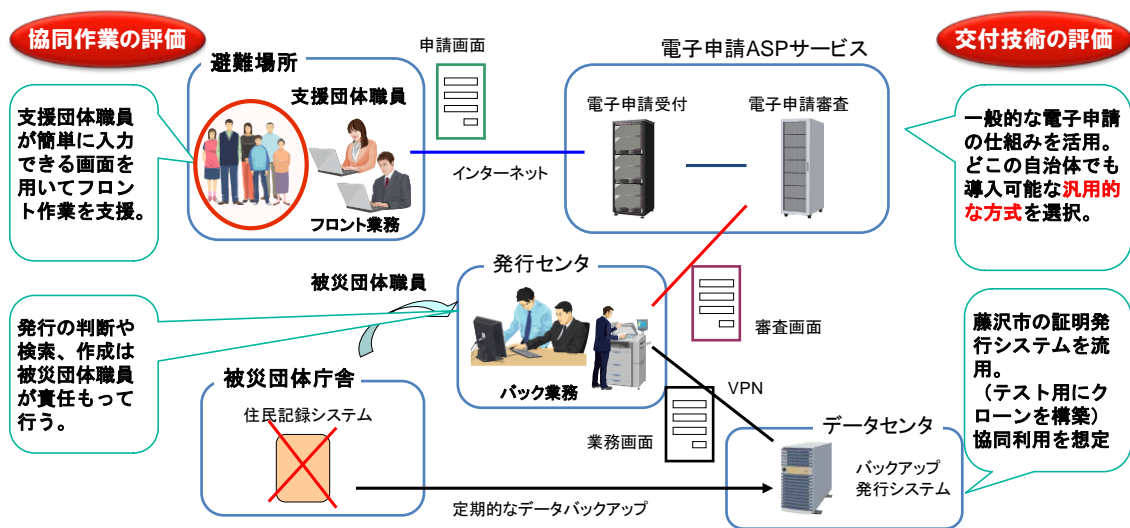 協同作業の評価
交付技術の評価
避難場所
支援団体職員
フロント業務
申請画面
インターネット
電子申請ASPサービス
電子申請受付
電子申請審査
支援団体職員
が簡単に入力
できる画面を
用いてフロン
ト作業を支援。
一般的な電子申請
の仕組みを活用。
どこの自治体でも
導入可能な汎用的
な方式を選択。
被災団体職員
発行センタ
バック業務
審査画面
発行の判断や
検索、作成は
被災団体職員
が責任もって
行う。
被災団体庁舎
住民記録システム
業務画面
VPN
データセンタ
バックアップ
発行システム
定期的なデータバックアップ
藤沢市の証明発
行システムを流
用。
（テスト用にク
ローンを構築）
協同利用を想定